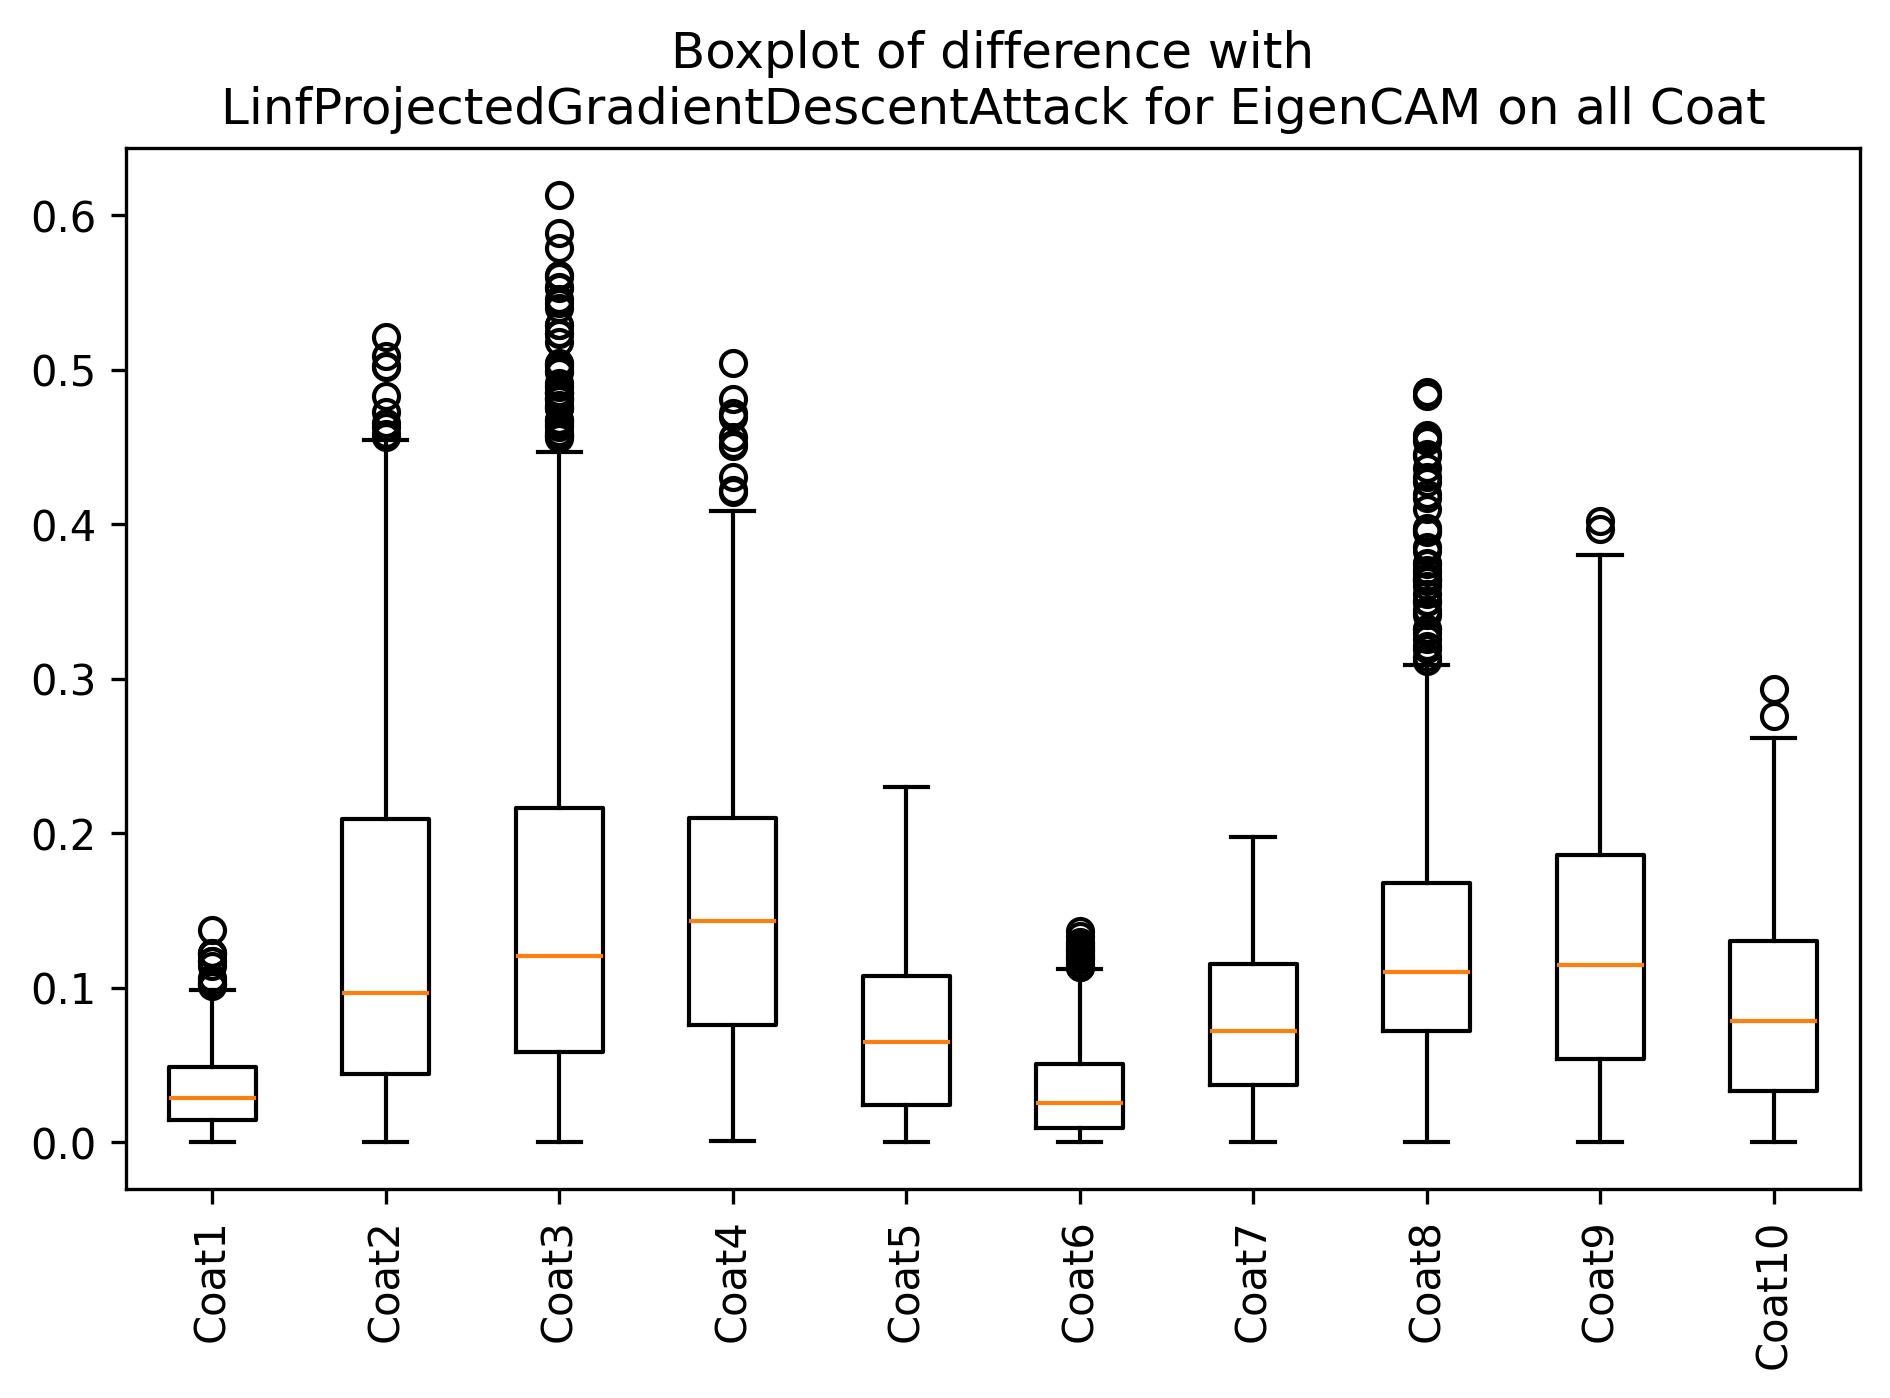 Boxplot of difference with
LinfProjectedGradientDescentAttack for EigenCAM on all Coat
0.6
0.5
0.4
0.3
0.2
0.1
0.0
Coat1
Coat2
Coat3
Coat4
Coat5
Coat6
Coat7
Coat8
Coat9
Coat10